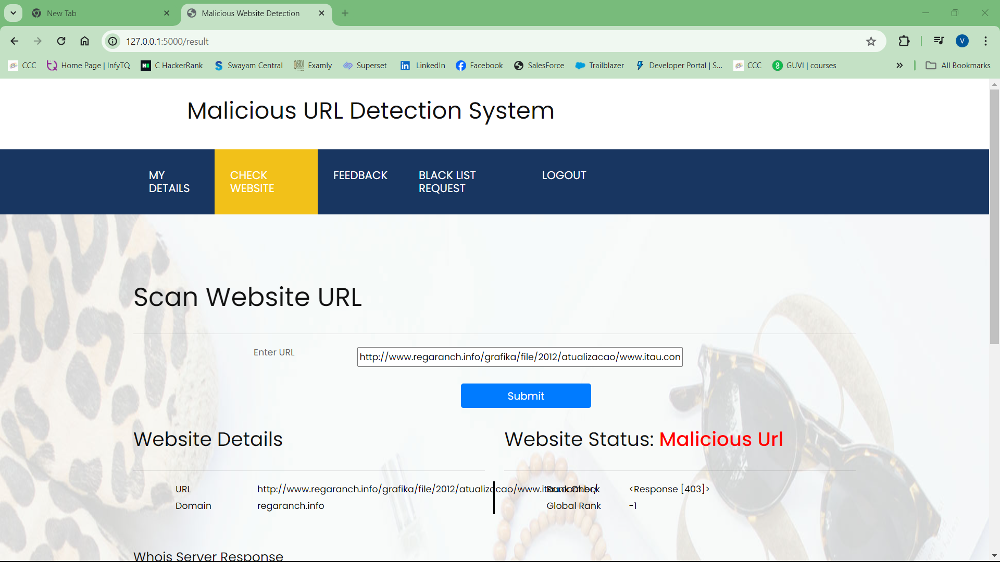 New Tab
Malicious Website Detection
127.0.0.1:5000/result
CCC
Home Page | InfyTQ
C HackerRank
Swayam Central
Examly
Superset
LinkedIn
Facebook
SalesForce
Trailblazer
Developer Portal | S...
CCC
GUVI | courses
All Bookmarks
V
Malicious URL Detection System
MY DETAILS
CHECK WEBSITE
FEEDBACK
BLACK LIST REQUEST
LOGOUT
Scan Website URL
Enter URL
http://www.regaranch.info/grafika/file/2012/atualizacao/www.itau.con
Submit
Website Details
Website Status: Malicious Url
URL http://www.regaranch.info/grafika/file/2012/atualizacao/www.itau.com.br/
Rank Check <Response [403]>
Domain regaranch.info
Global Rank -1
Whois Server Response